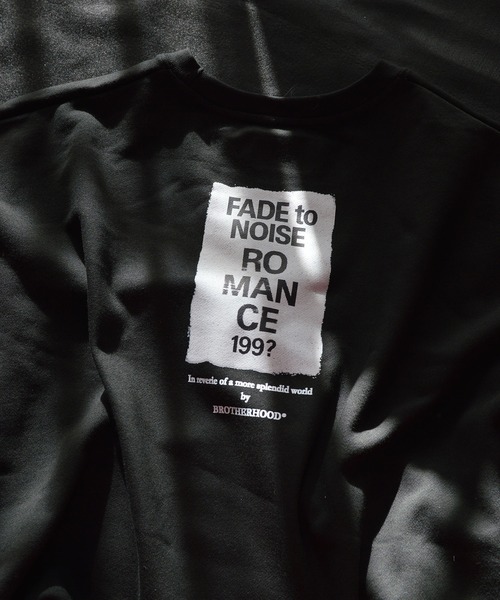 FADE to
NOISE
RO
MAN
CE
199?
In reverie of a more splendid world
by
BROTHERHOOD®